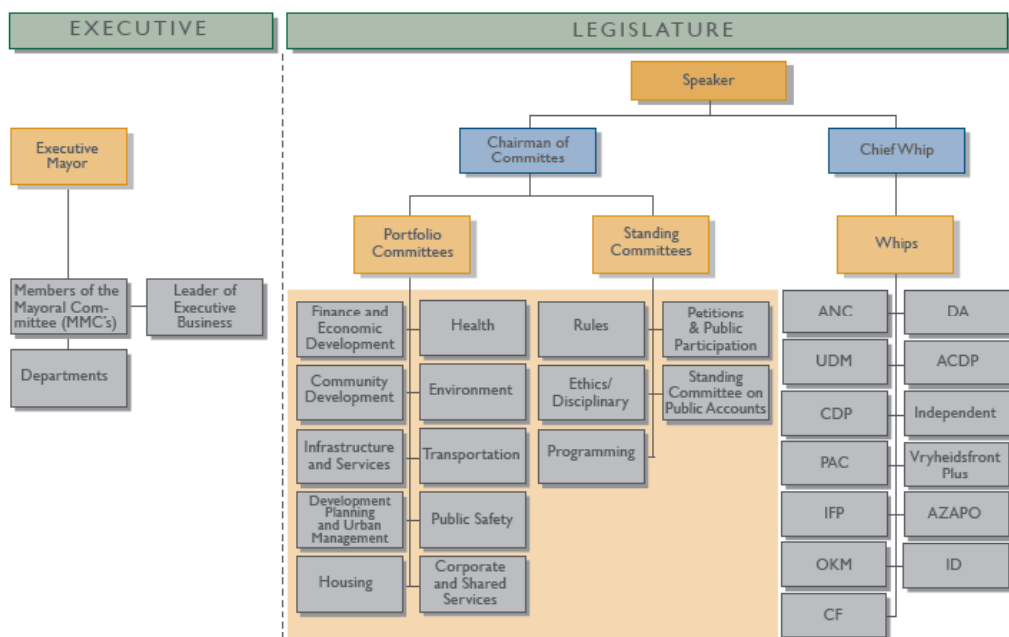 EXECUTIVE
LEGISLATURE
Speaker
Executive
Mayor
Chairman of
Committes
Chief Whip
Portfolio
Committees
Standing
Committees
Whips
Members of the
Mayoral Com-
mittee (MMC's)
Leader of
Executive
Business
Departments
Finance and
Economic
Development
Health
Community
Development
Environment
Infrastructure
and Services
Transportation
Development
Planning
and Urban
Management
Public Safety
Housing
Corporate
and Shared
Services
Rules
Petitions
& Public
Participation
Ethics/
Disciplinary
Standing
Committee on
Public Accounts
Programming
ANC
DA
UDM
ACDP
CDP
Independent
PAC
Vryheidsfront
Plus
IFP
AZAPO
OKM
ID
CF